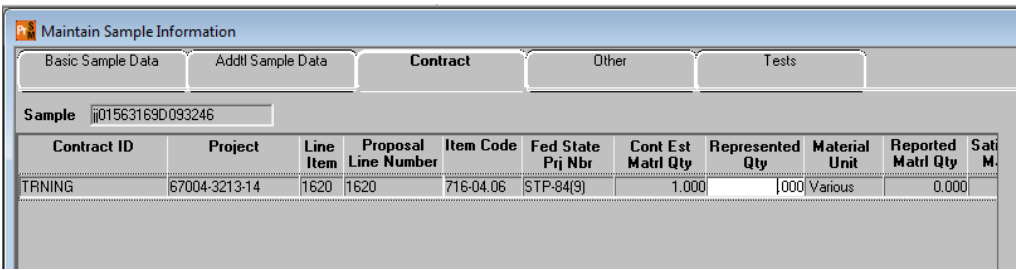 Pr S M Maintain Sample Information
Basic Sample Data Addtl Sample Data Contract Other Tests
Sample jj01563169D093246
Contract ID Project Line Item Proposal Line Number Item Code Fed State Prj Nbr Cont Est Matrl Qty Represented Qty Material Unit Reported Matrl Qty Sati M.
TRNING 67004-3213-14 1620 1620 716-04.06 STP-84(9) 1.000 .000 Various 0.000